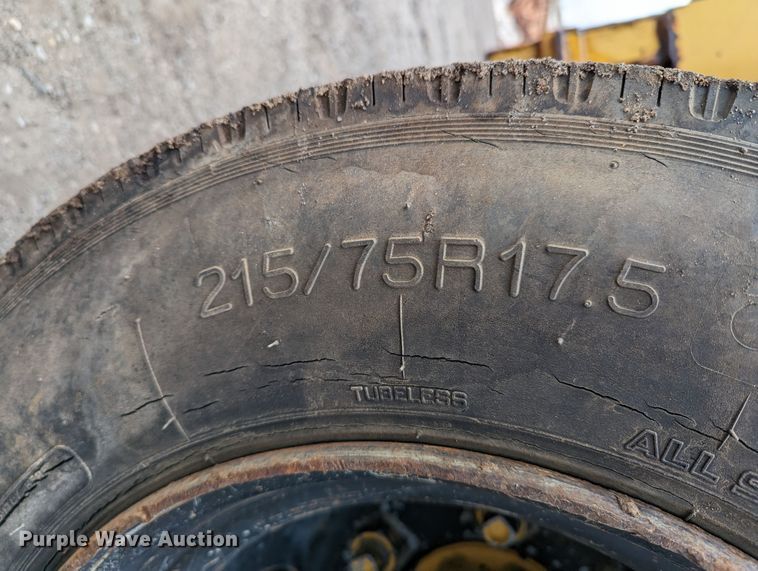 215/75R17.5
TUBELESS
ALL S
Purple Wave Auction